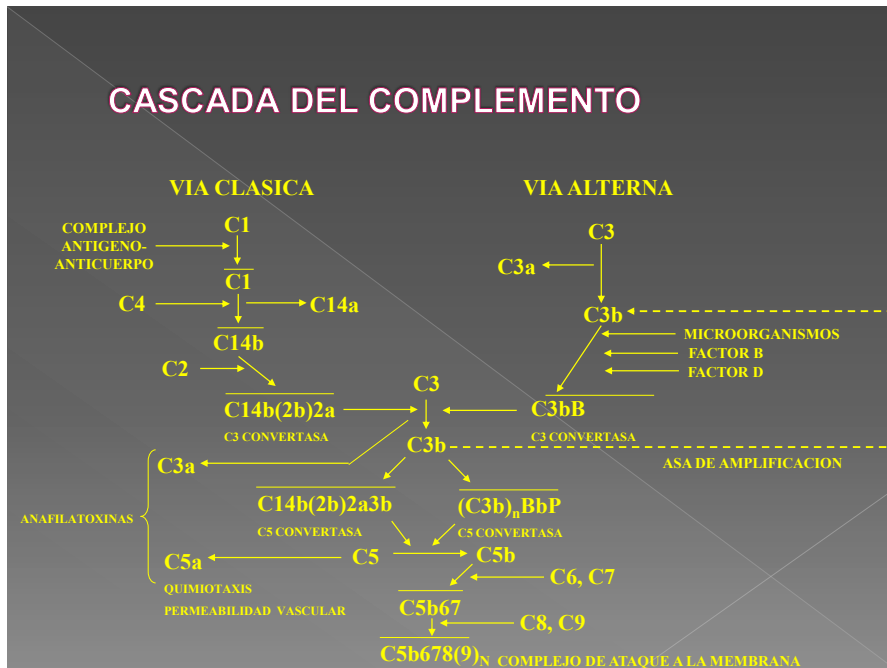 CASCADA DEL COMPLEMENTO
VIA CLASICA
VIA ALTERNA
COMPLEJO
ANTIGENO-
ANTICUERPO
C1
C1
C4
C14a
C14b
C2
C14b(2b)2a
C3 CONVERTASA
C3
C3a
C3b
MICROORGANISMOS
FACTOR B
FACTOR D
C3bB
C3 CONVERTASA
C3
C3b
ASA DE AMPLIFICACION
C3a
C14b(2b)2a3b
C5 CONVERTASA
(C3b)nBbP
C5 CONVERTASA
ANAFILATOXINAS
C5a
C5
C5b
QUIMIOTAXIS
PERMEABILIDAD VASCULAR
C6, C7
C5b67
C8, C9
C5b678(9)N COMPLEJO DE ATAQUE A LA MEMBRANA